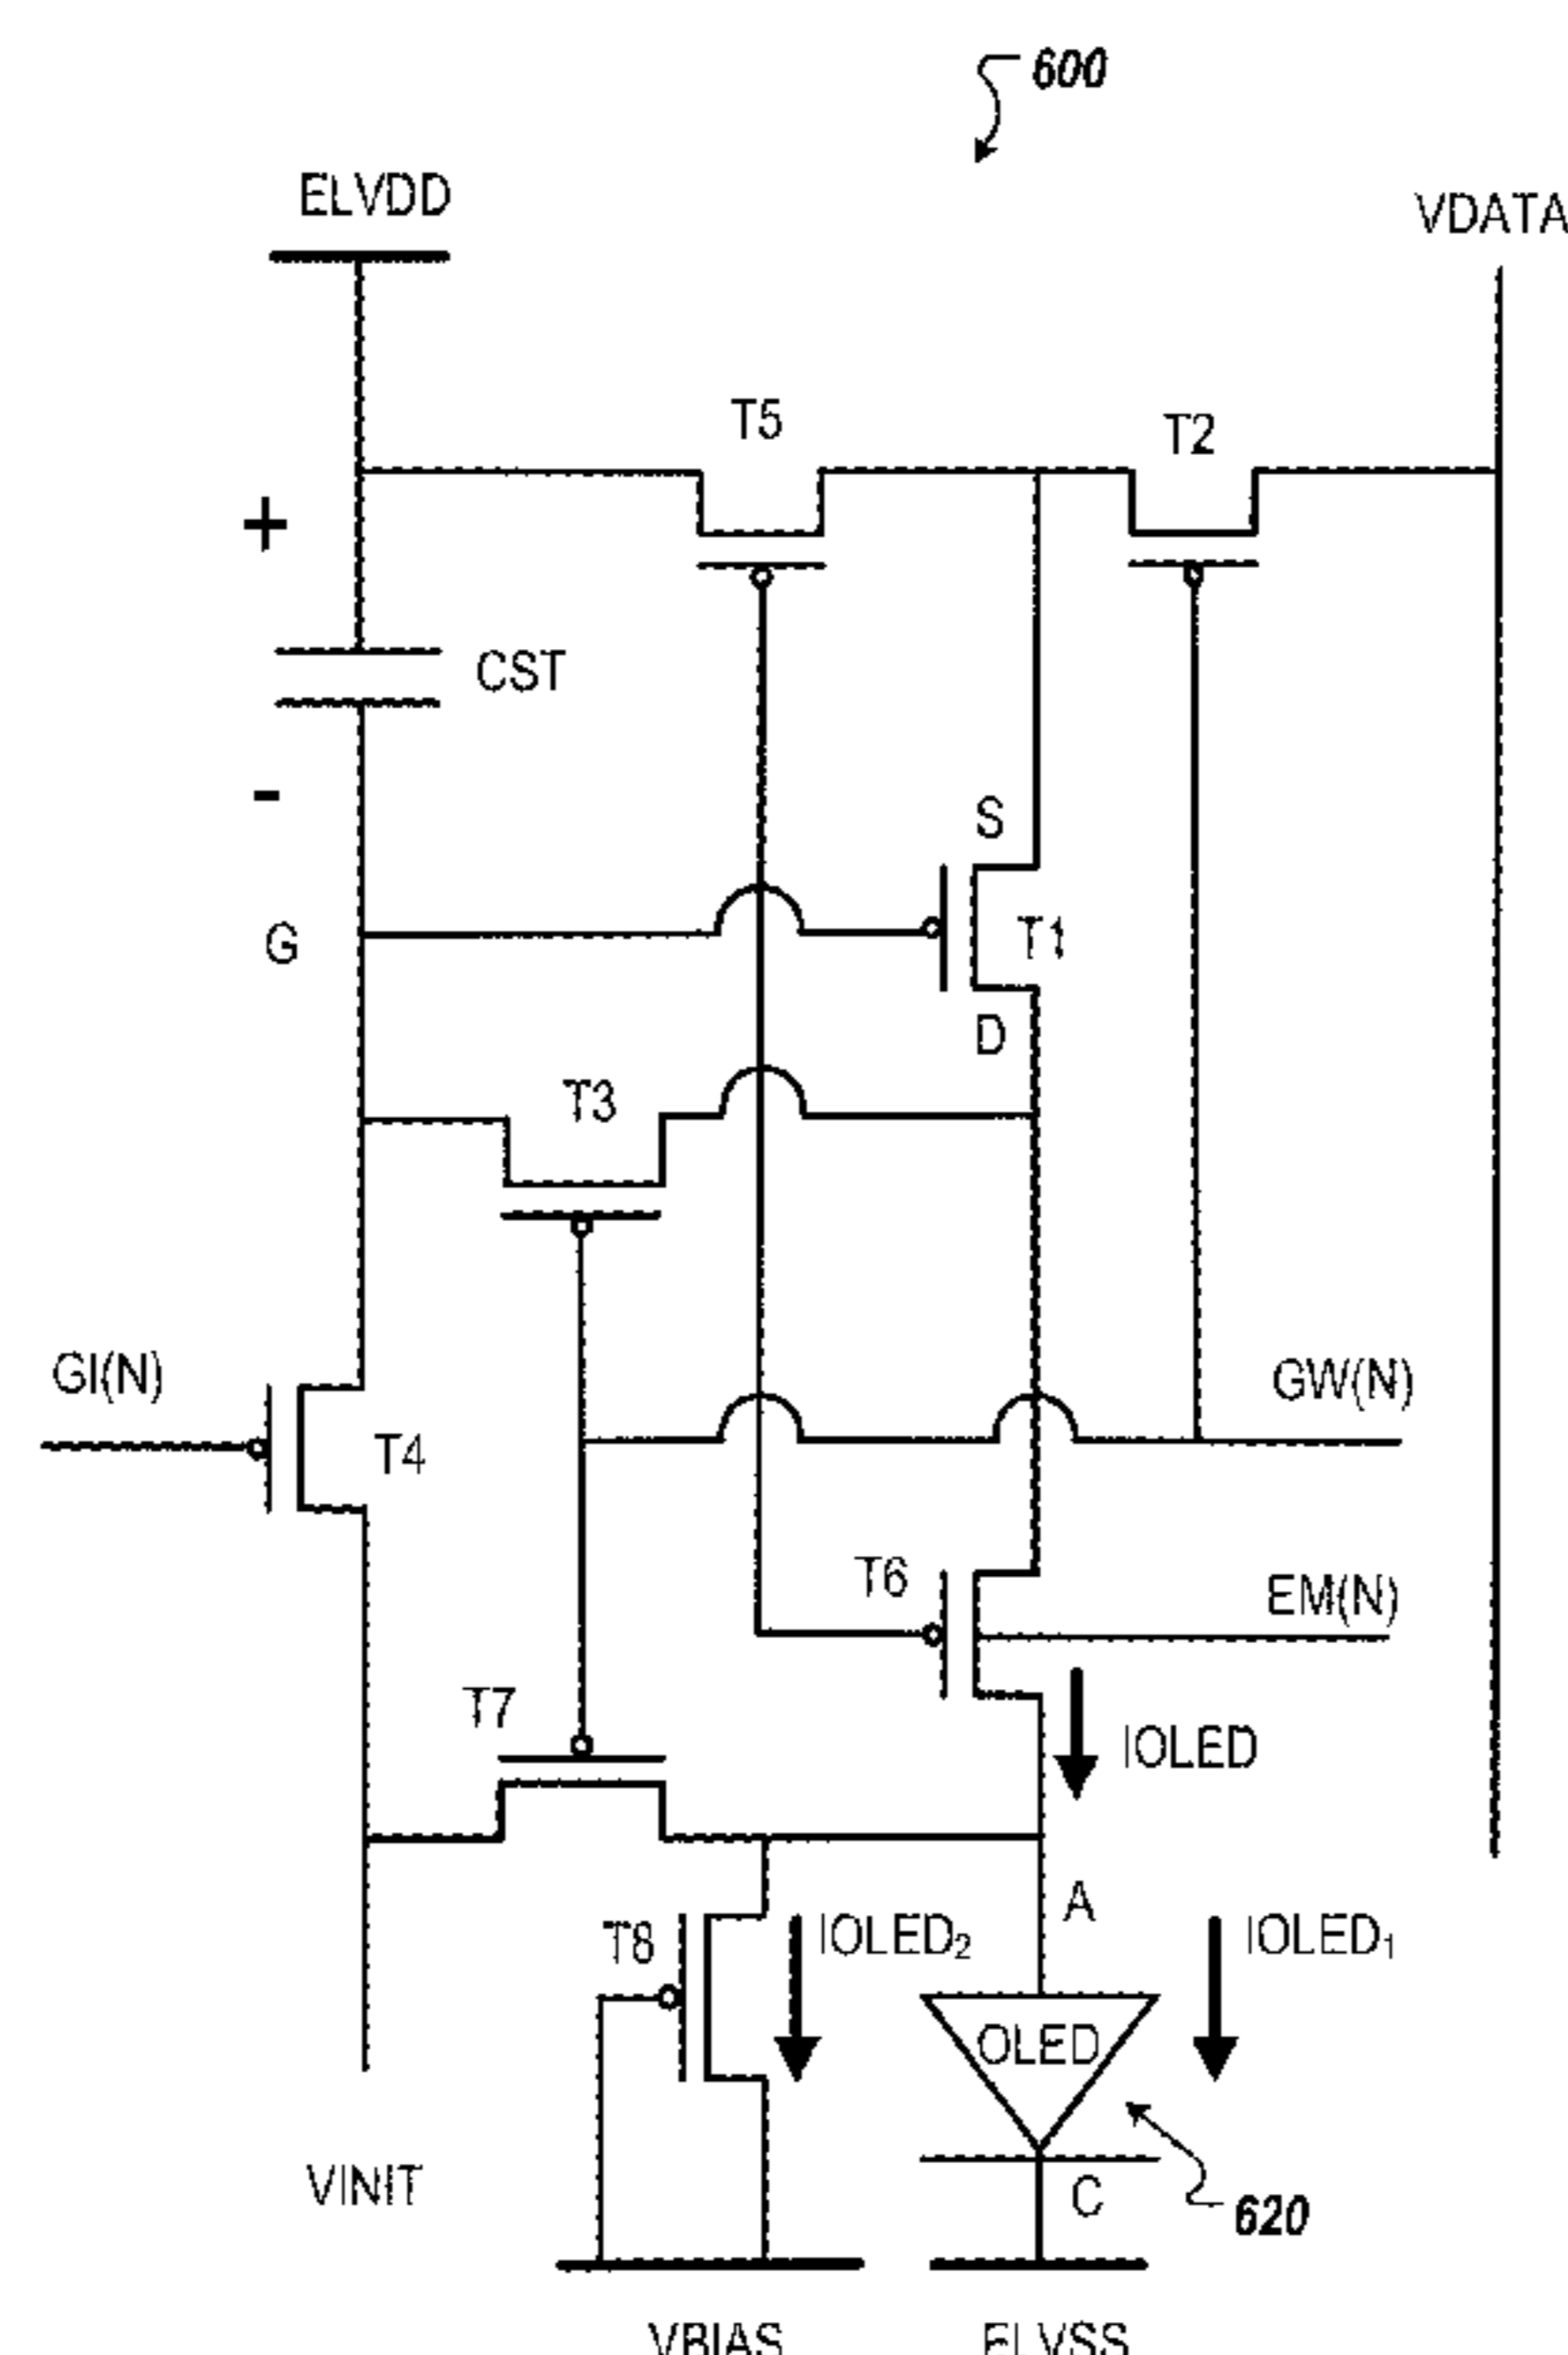 600
ELVDD
VDATA
T5
T2
+
CST
-
S
G
T1
D
T3
GI(N)
GW(N)
T4
T6
EM(N)
T7
IOLED
A
T8
IOLED₂
IOLED₁
OLED
VINIT
C
620
VBIAS
ELVSS